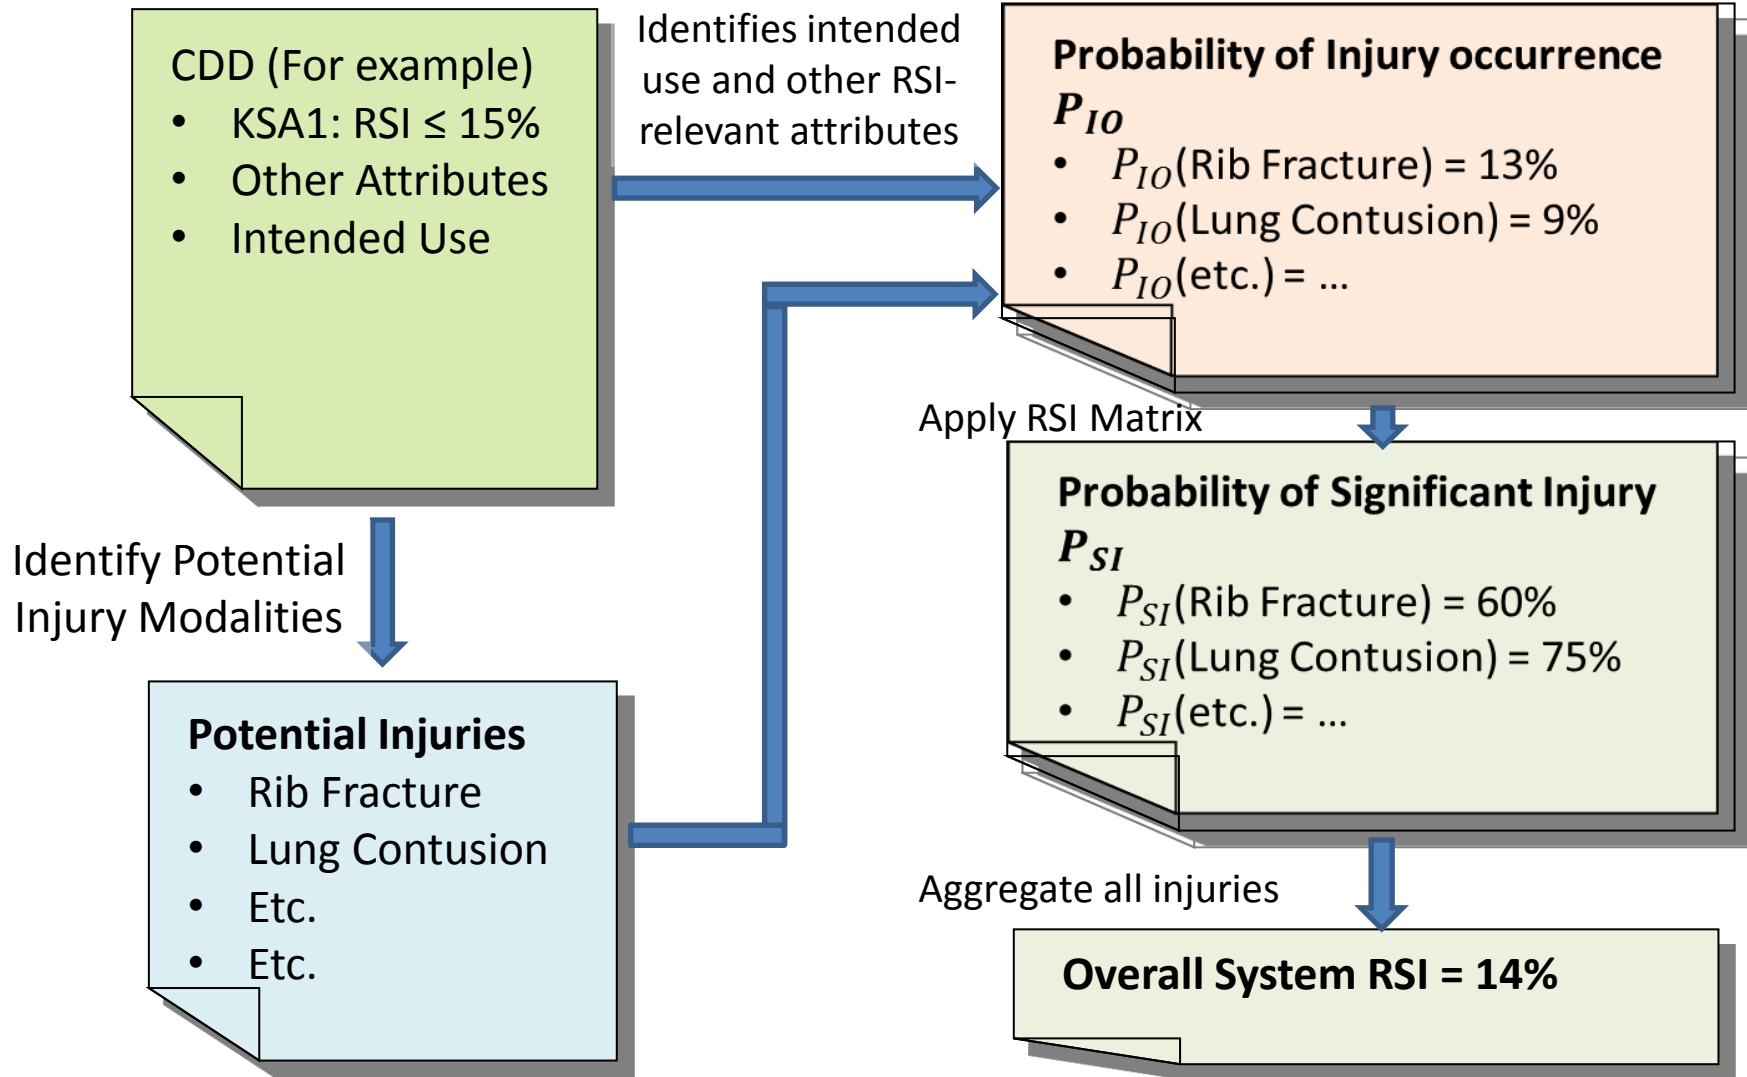 CDD (For example)
• KSA1: RSI ≤ 15%
• Other Attributes
• Intended Use
Identifies intended
use and other RSI-
relevant attributes
Probability of Injury occurrence
P_IO
• P_IO(Rib Fracture) = 13%
• P_IO(Lung Contusion) = 9%
• P_IO(etc.) = ...
Apply RSI Matrix
Probability of Significant Injury
P_SI
• P_SI(Rib Fracture) = 60%
• P_SI(Lung Contusion) = 75%
• P_SI(etc.) = ...
Identify Potential
Injury Modalities
Potential Injuries
• Rib Fracture
• Lung Contusion
• Etc.
• Etc.
Aggregate all injuries
Overall System RSI = 14%